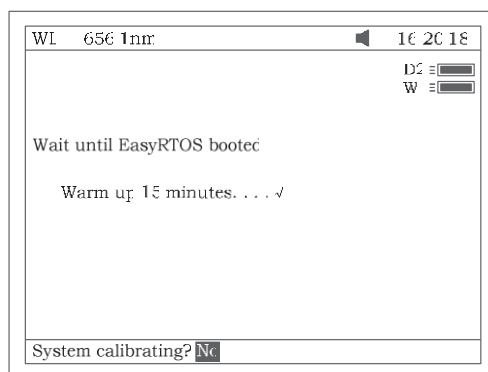 WL 656.1nm 16:20:18
D2
W
Wait until EasyRTOS booted
Warm up 15 minutes. . . . √
System calibrating? No